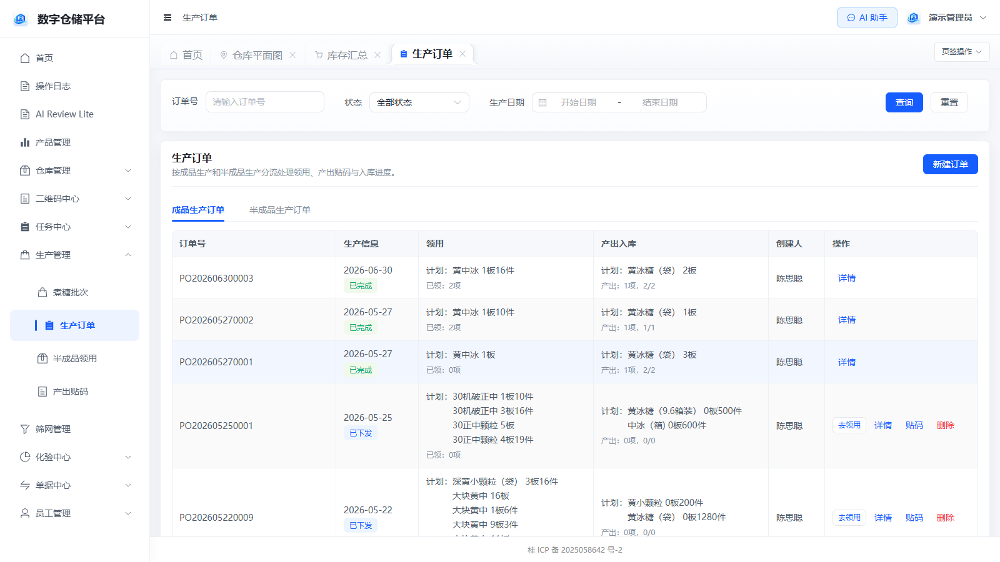 数字仓储平台
生产订单
AI 助手
演示管理员
首页
操作日志
AI Review Lite
产品管理
仓库管理
二维码中心
任务中心
生产管理
煮糖批次
生产订单
半成品领用
产出贴码
筛网管理
化验中心
单据中心
员工管理
首页
仓库平面图
库存汇总
生产订单
页签操作
订单号
请输入订单号
状态
全部状态
生产日期
开始日期
-
结束日期
查询
重置
生产订单
按成品生产和半成品生产分流处理领用、产出贴码与入库进度。
新建订单
成品生产订单
半成品生产订单
订单号
生产信息
领用
产出入库
创建人
操作
PO202606300003
2026-06-30
已完成
计划：黄中冰 1板16件
已领：2项
计划：黄冰糖（袋） 2板
产出：1项，2/2
陈思聪
详情
PO202605270002
2026-05-27
已完成
计划：黄中冰 1板10件
已领：2项
计划：黄冰糖（袋） 1板
产出：1项，1/1
陈思聪
详情
PO202605270001
2026-05-27
已完成
计划：黄中冰 1板
已领：0项
计划：黄冰糖（袋） 3板
产出：1项，2/2
陈思聪
详情
PO202605250001
2026-05-25
已下发
计划：30机破正中 1板10件
30机破正中 3板16件
30正中颗粒 5板
30正中颗粒 4板19件
已领：0项
计划：黄冰糖（9.6箱装） 0板500件
中冰（箱) 0板600件
产出：0项，0/0
陈思聪
去领用
详情
贴码
删除
PO202605220009
2026-05-22
已下发
计划：深黄小颗粒（袋） 3板16件
大块黄中 16板
大块黄中 1板6件
大块黄中 9板3件
计划：黄小颗粒 0板200件
黄冰糖（袋） 0板1280件
产出：0项，0/0
陈思聪
去领用
详情
贴码
删除
桂 ICP 备 2025058642 号-2